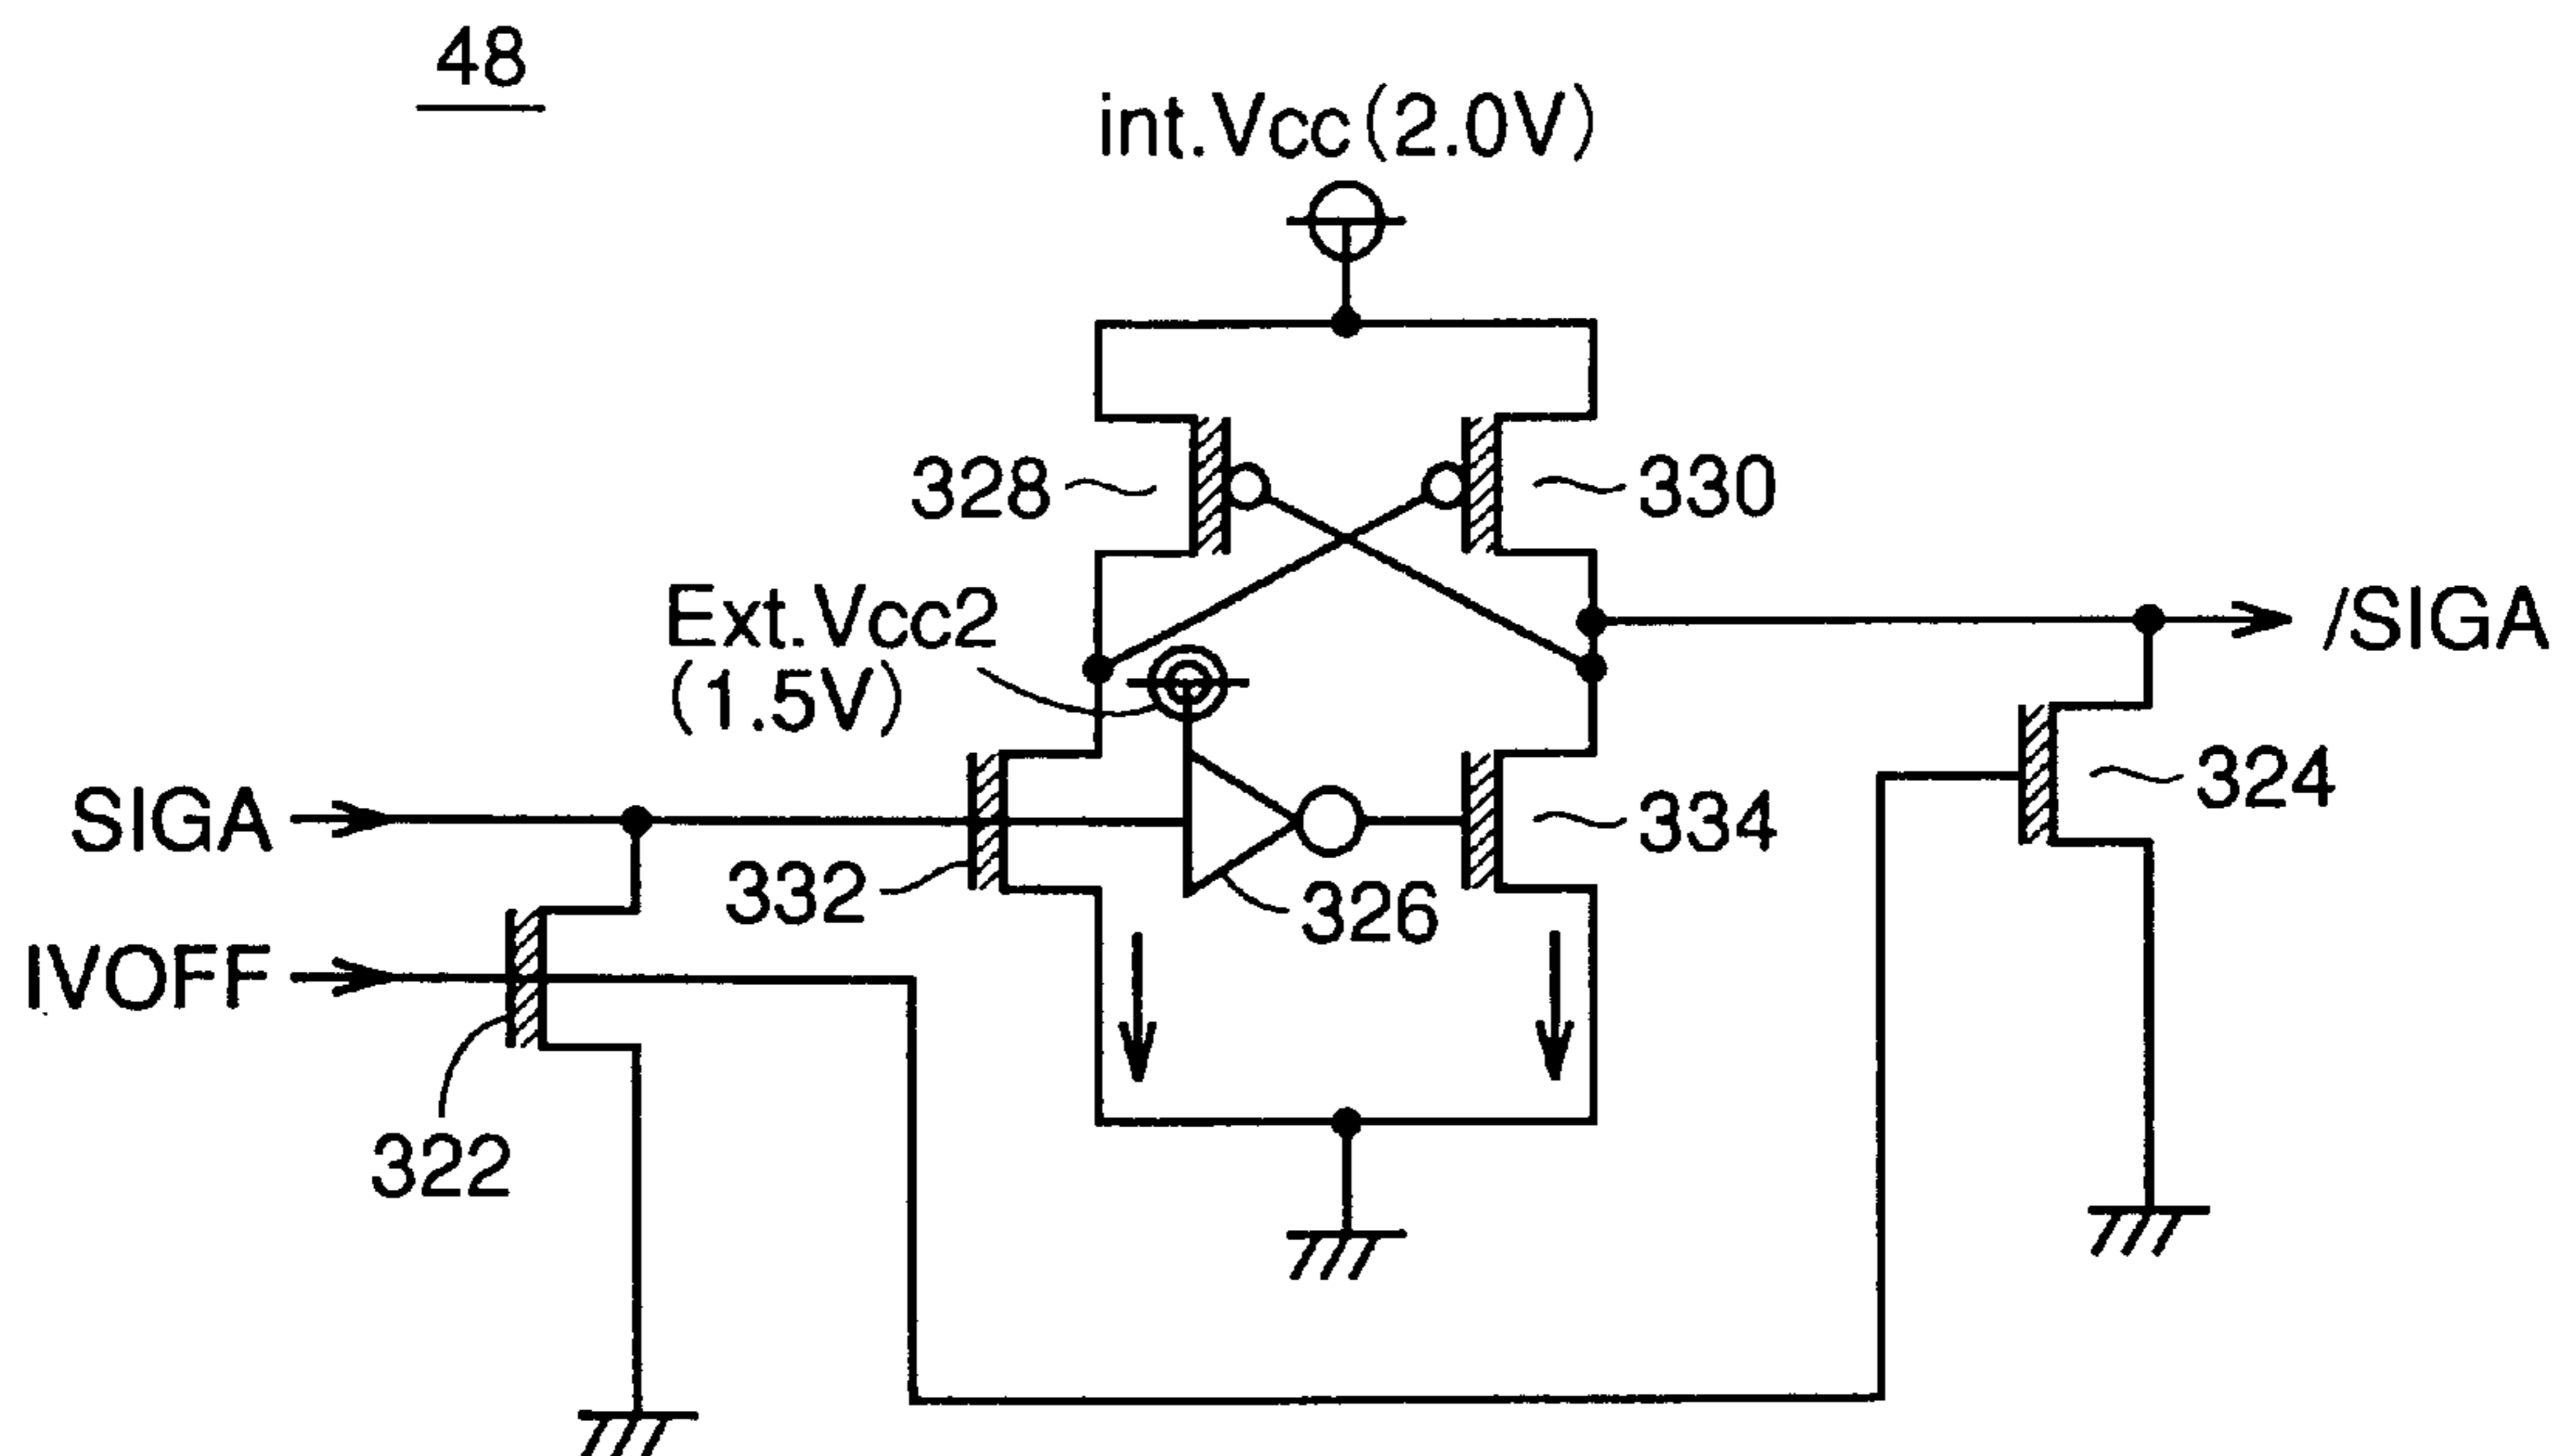 48
int.Vcc(2.0V)
328
330
Ext.Vcc2
(1.5V)
/SIGA
SIGA
332
326
334
324
IVOFF
322